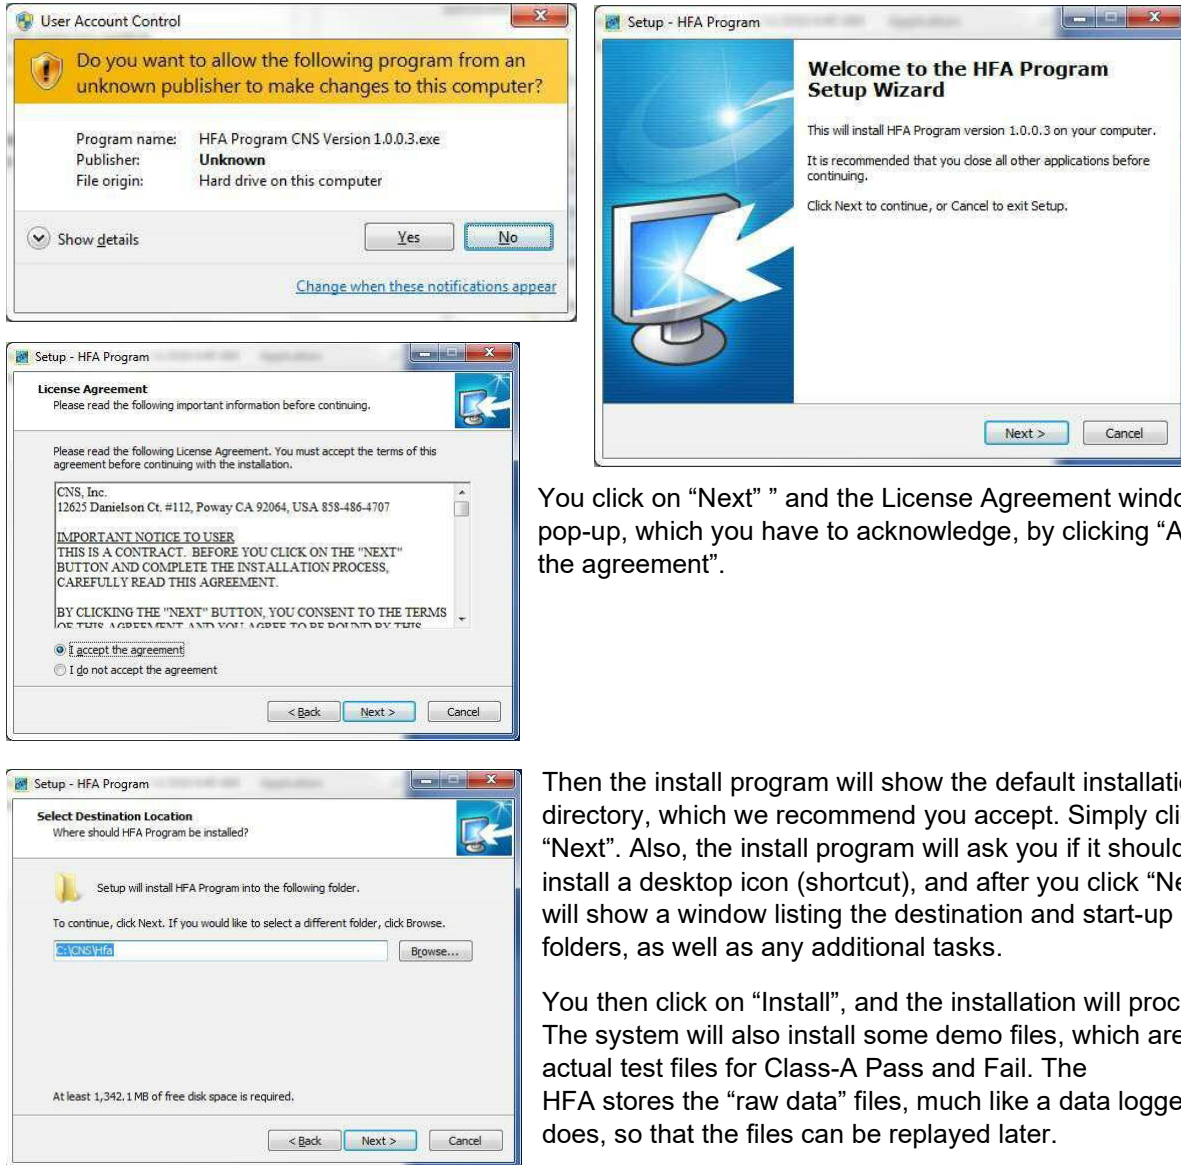 User Account Control
Do you want to allow the following program from an
unknown publisher to make changes to this computer?
Program name: HFA Program CNS Version 1.0.0.3.exe
Publisher: Unknown
File origin: Hard drive on this computer
Show details
Yes
No
Change when these notifications appear
Setup - HFA Program
Welcome to the HFA Program
Setup Wizard
This will install HFA Program version 1.0.0.3 on your computer.
It is recommended that you close all other applications before
continuing.
Click Next to continue, or Cancel to exit Setup.
Next >
Cancel
Setup - HFA Program
License Agreement
Please read the following important information before continuing.
Please read the following License Agreement. You must accept the terms of this
agreement before continuing with the installation.
CNS, Inc.
12625 Danielson Ct. #112, Poway CA 92064, USA 858-486-4707
IMPORTANT NOTICE TO USER
THIS IS A CONTRACT. BEFORE YOU CLICK ON THE "NEXT"
BUTTON AND COMPLETE THE INSTALLATION PROCESS,
CAREFULLY READ THIS AGREEMENT.
BY CLICKING THE "NEXT" BUTTON, YOU CONSENT TO THE TERMS
OF THIS AGREEMENT AND YOU AGREE TO BE BOUND BY THIS
I accept the agreement
I do not accept the agreement
< Back
Next >
Cancel
You click on “Next” ” and the License Agreement windo
pop-up, which you have to acknowledge, by clicking “A
the agreement”.
Setup - HFA Program
Select Destination Location
Where should HFA Program be installed?
Setup will install HFA Program into the following folder.
To continue, click Next. If you would like to select a different folder, click Browse.
C:\CNS\Hfa
Browse...
At least 1,342.1 MB of free disk space is required.
< Back
Next >
Cancel
Then the install program will show the default installatio
directory, which we recommend you accept. Simply cli
“Next”. Also, the install program will ask you if it should
install a desktop icon (shortcut), and after you click “Ne
will show a window listing the destination and start-up
folders, as well as any additional tasks.
You then click on “Install”, and the installation will proc
The system will also install some demo files, which are
actual test files for Class-A Pass and Fail. The
HFA stores the “raw data” files, much like a data logge
does, so that the files can be replayed later.